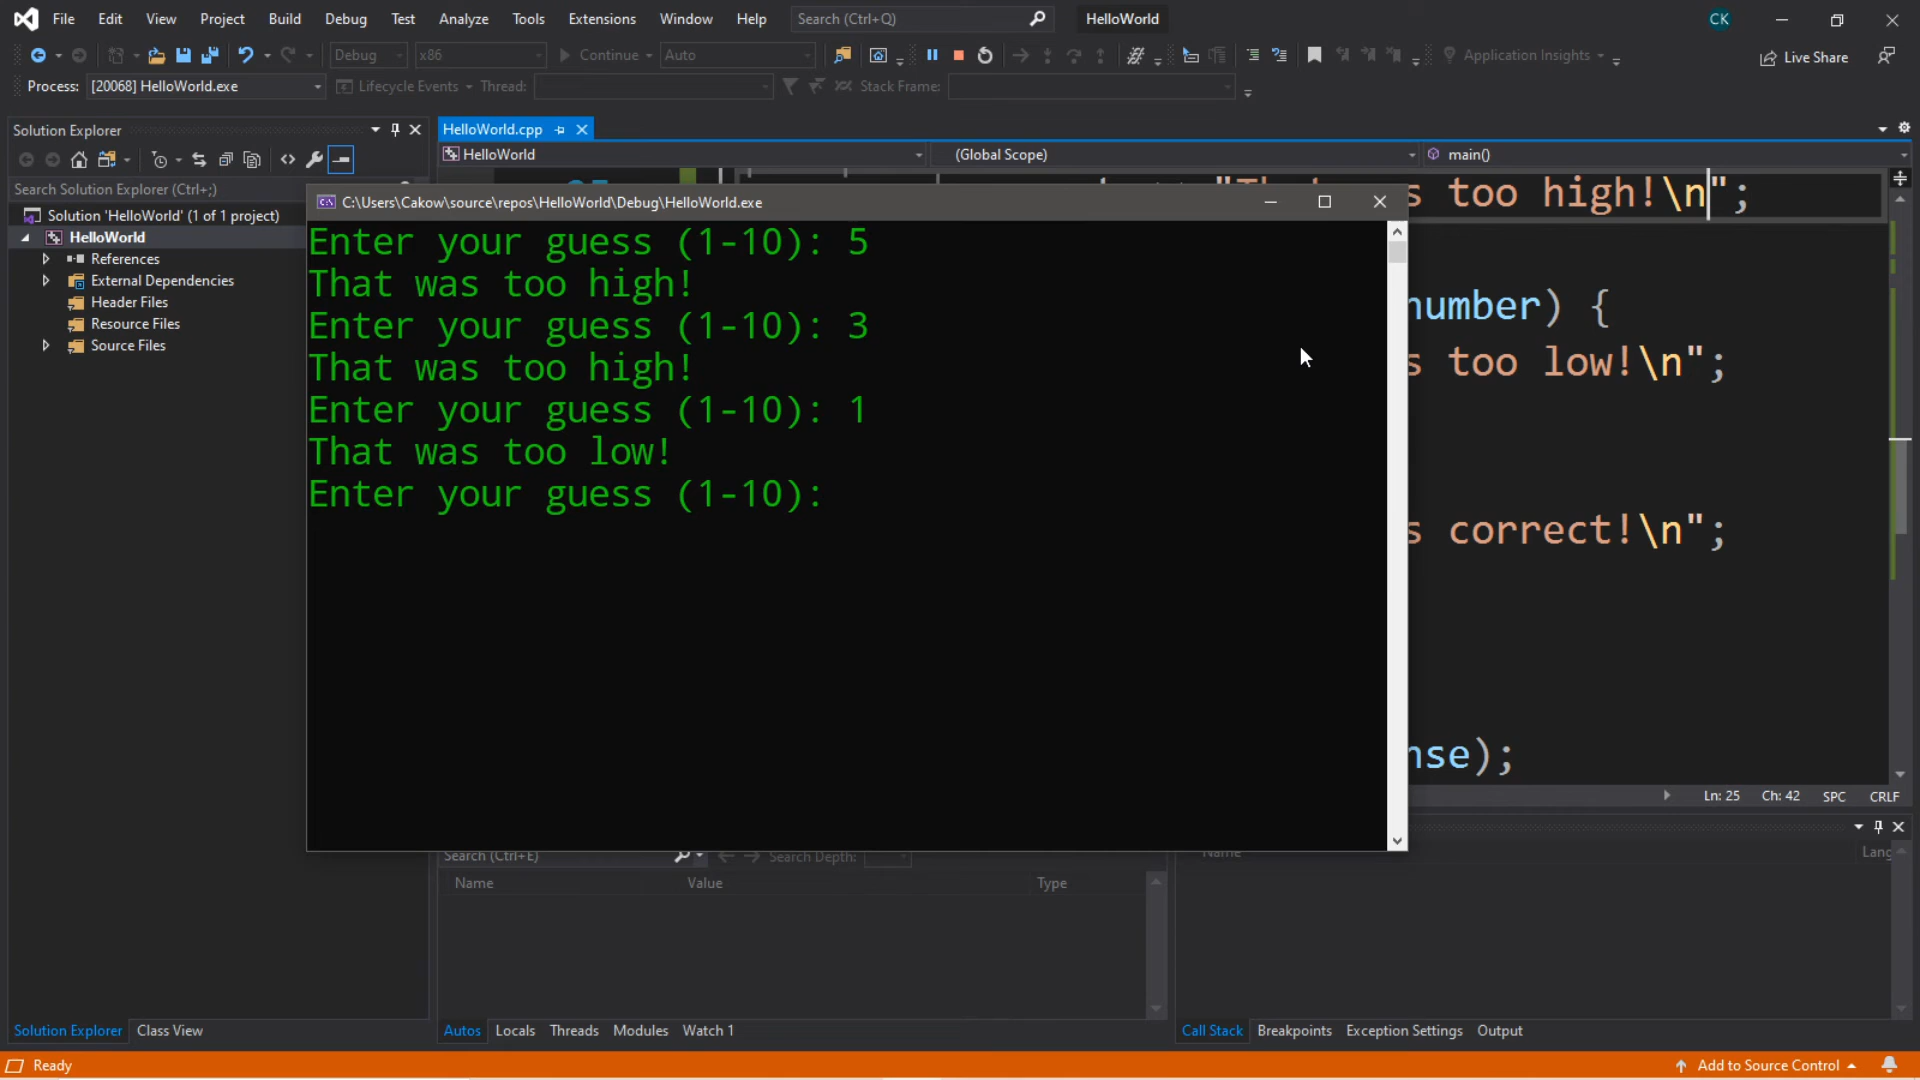 File Edit View Project Build Debug Test Analyze Tools Extensions Window Help Search (Ctrl+Q) HelloWorld CK
Debug x86 Continue Auto Application Insights Live Share
Process: [20068] HelloWorld.exe Lifecycle Events Thread: Stack Frame:
Solution Explorer HelloWorld.cpp
HelloWorld (Global Scope) main()
Search Solution Explorer (Ctrl+;)
s too high!\n";
Solution 'HelloWorld' (1 of 1 project)
HelloWorld
References
External Dependencies
Header Files
Resource Files
Source Files
C:\Users\Cakow\source\repos\HelloWorld\Debug\HelloWorld.exe
Enter your guess (1-10): 5
That was too high!
Enter your guess (1-10): 3
That was too high!
Enter your guess (1-10): 1
That was too low!
Enter your guess (1-10):
number) {
s too low!\n";
s correct!\n";
nse);
Ln: 25 Ch: 42 SPC CRLF
Search (Ctrl+E) Search Depth:
Name Value Type
Name Lang
Solution Explorer Class View
Autos Locals Threads Modules Watch 1
Call Stack Breakpoints Exception Settings Output
Ready Add to Source Control